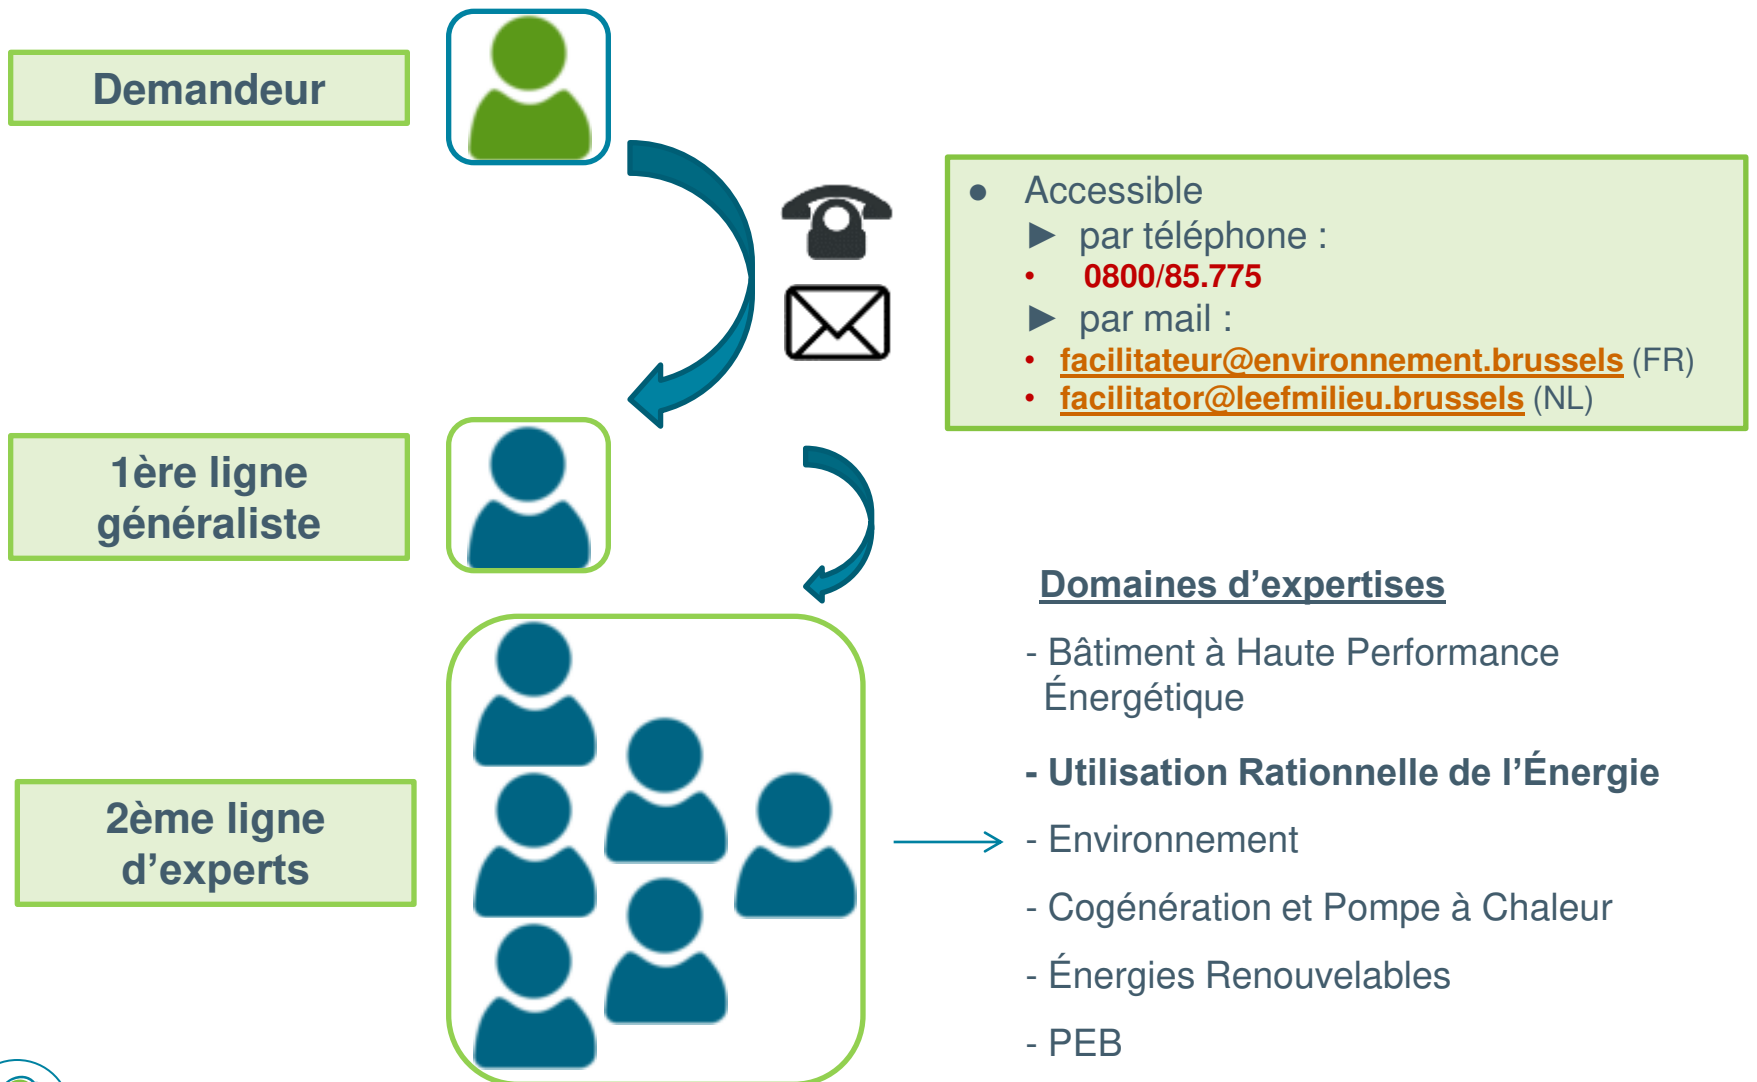 Demandeur
● Accessible
► par téléphone :
• 0800/85.775
► par mail :
• facilitateur@environnement.brussels (FR)
• facilitator@leefmilieu.brussels (NL)
1ère ligne
généraliste
2ème ligne
d’experts
Domaines d’expertises
- Bâtiment à Haute Performance
Énergétique
- Utilisation Rationnelle de l’Énergie
- Environnement
- Cogénération et Pompe à Chaleur
- Énergies Renouvelables
- PEB